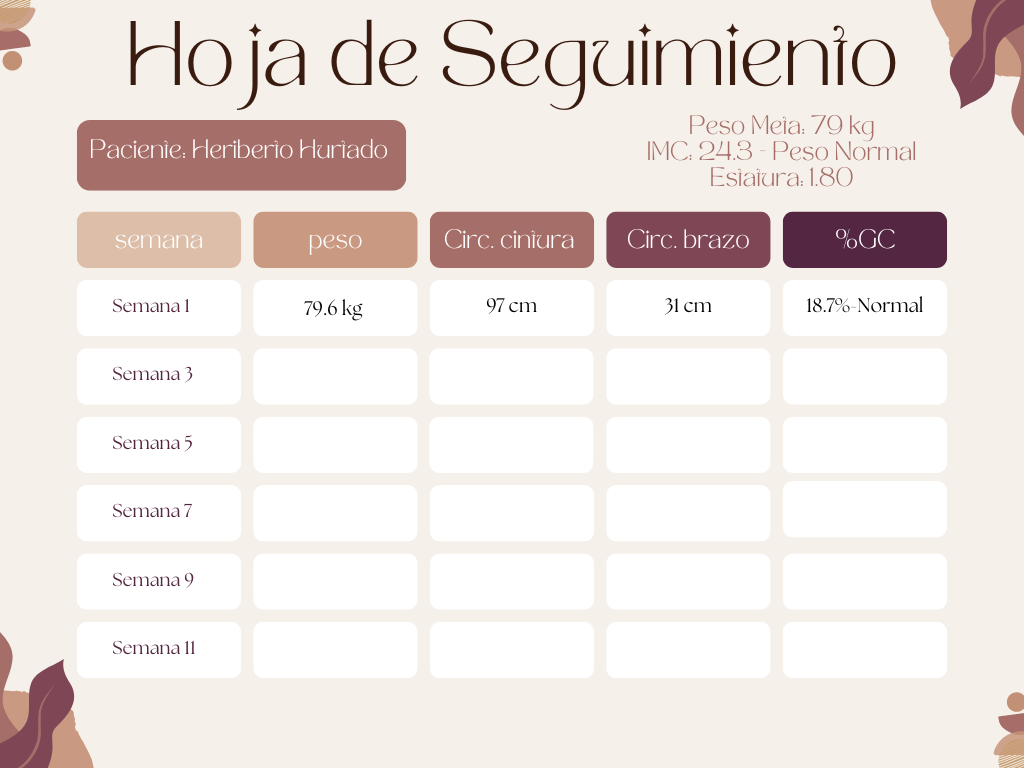 Hoja de Seguimiento
Paciente: Heriberto Hurtado
Peso Meta: 79 kg
IMC: 24.3 - Peso Normal
Estatura: 1.80
semana peso Circ. cintura Circ. brazo %GC
Semana 1 79.6 kg 97 cm 31 cm 18.7%-Normal
Semana 3
Semana 5
Semana 7
Semana 9
Semana 11